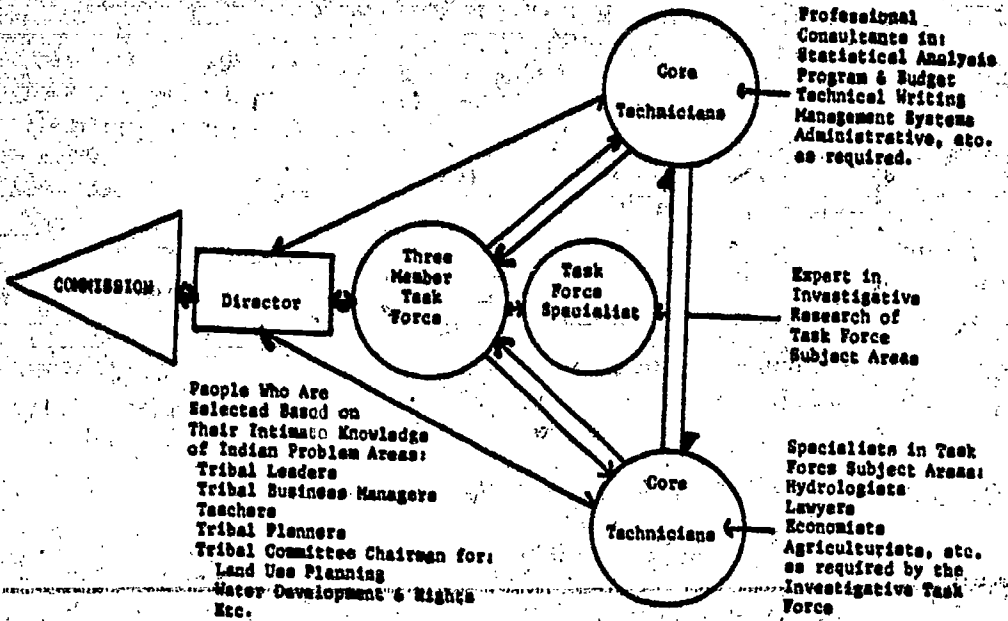 Professional
Consultants in:
Statistical Analysis
Program & Budget
Technical Writing
Management Systems
Administrative, etc.
as required.
Core
Technicians
COMMISSION
Director
Three
Member
Task
Force
Task
Force
Specialist
Expert in
Investigative
Research of
Task Force
Subject Areas
People Who Are
Selected Based on
Their Intimate Knowledge
of Indian Problem Areas:
Tribal Leaders
Tribal Business Managers
Teachers
Tribal Planners
Tribal Committee Chairman for:
Land Use Planning
Water Development & Rights
Etc.
Core
Technicians
Specialists in Task
Force Subject Areas:
Hydrologists
Lawyers
Economists
Agriculturists, etc.
as required by the
Investigative Task
Force